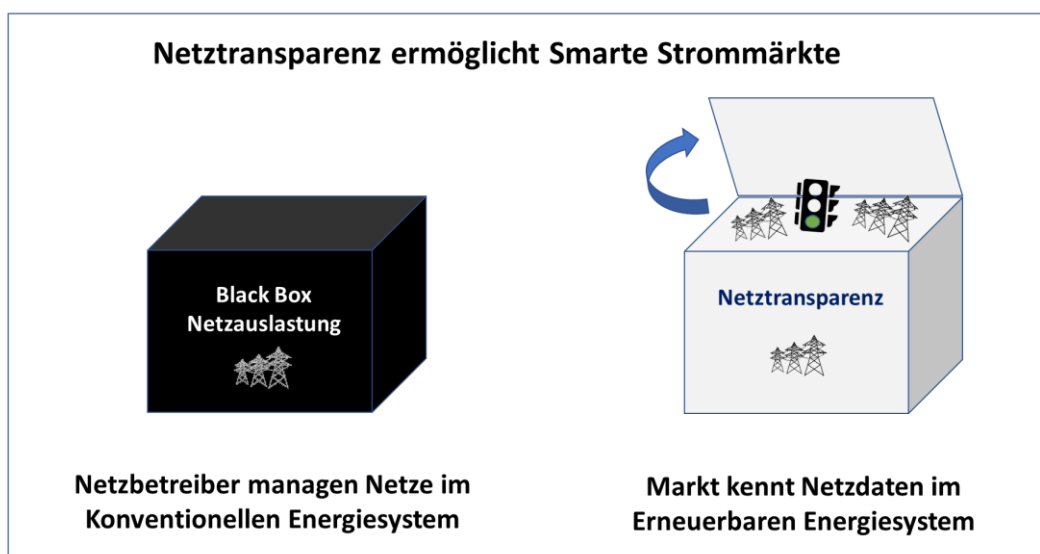 Netztransparenz ermöglicht Smarte Strommärkte
Black Box
Netzauslastung
Netztransparenz
Netzbetreiber managen Netze im
Konventionellen Energiesystem
Markt kennt Netzdaten im
Erneuerbaren Energiesystem